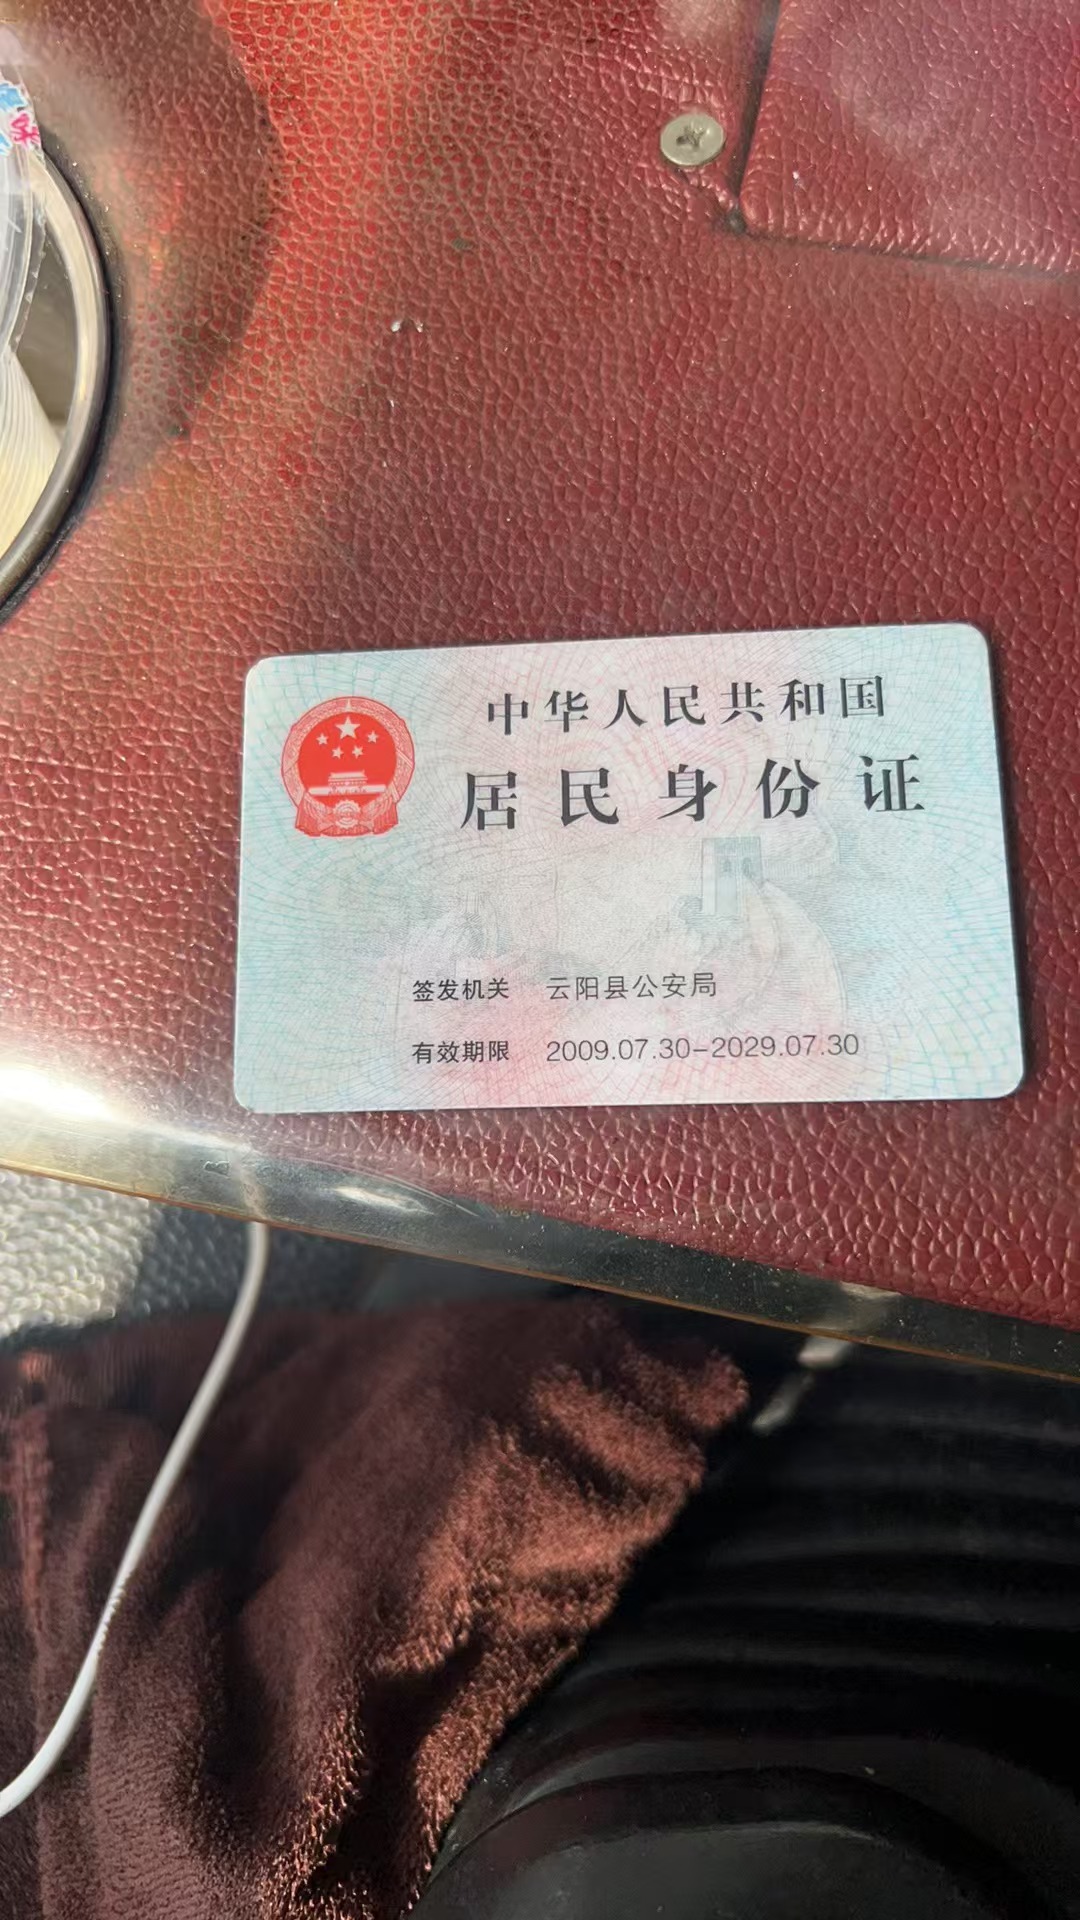 中华人民共和国
居民身份证
签发机关 云阳县公安局
有效期限 2009.07.30-2029.07.30